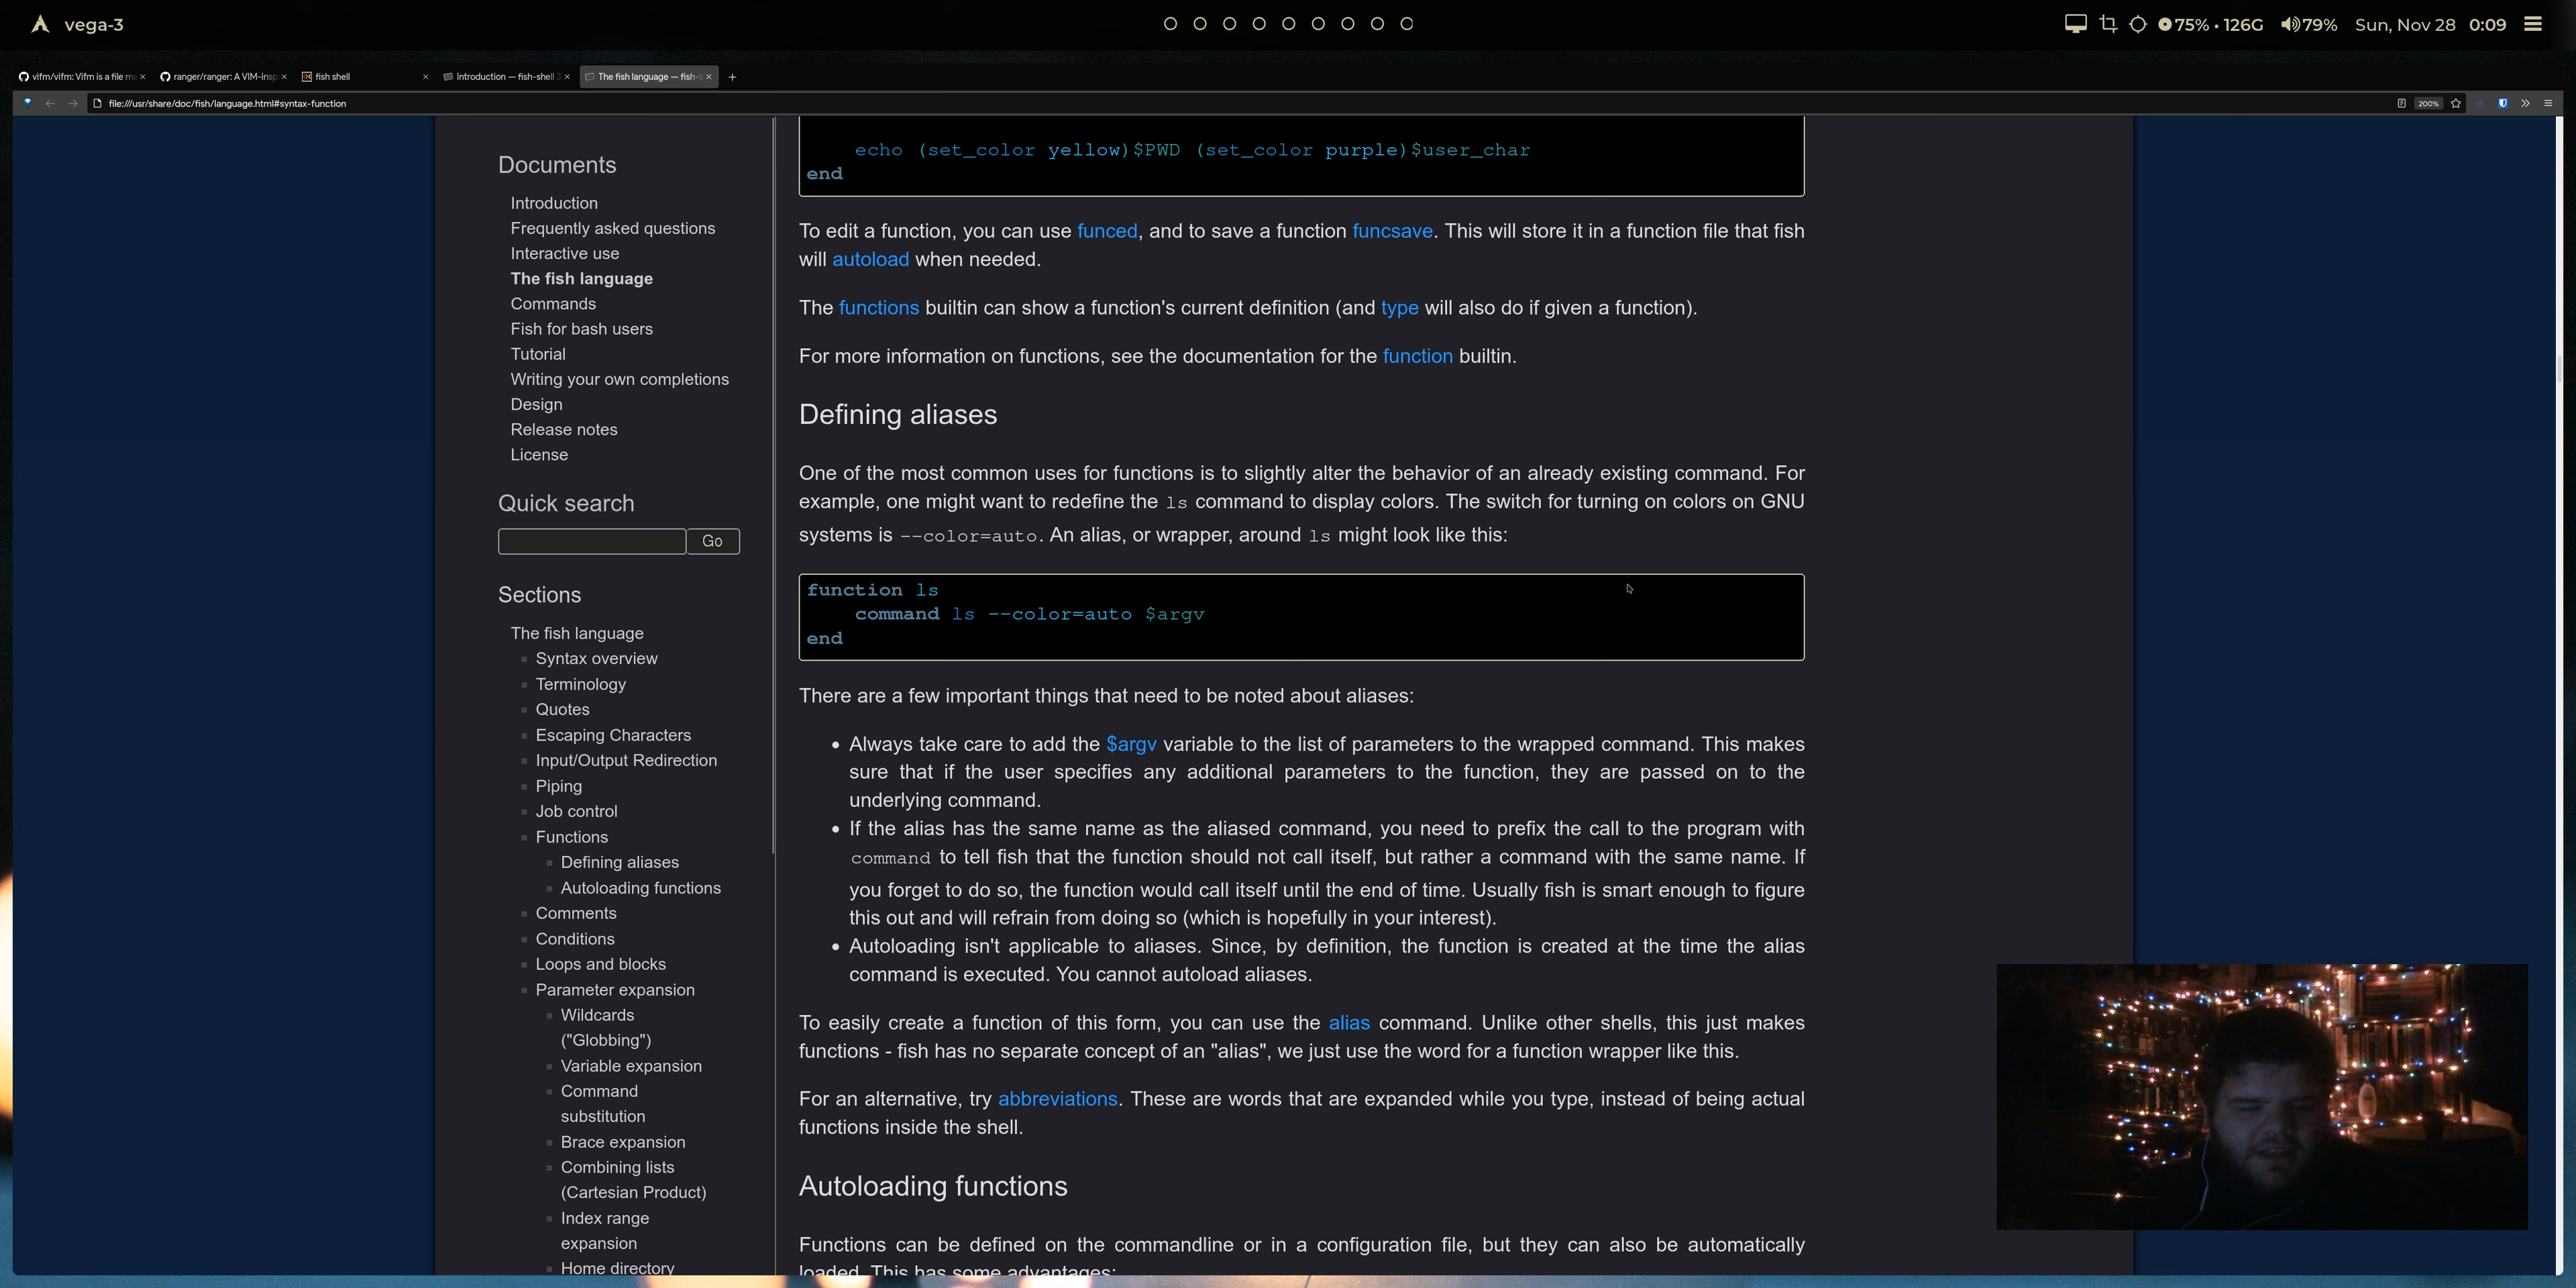 vega-3
75% • 126G
79%
Sun, Nov 28
0:09
vifm/vifm: Vifm is a file ma
ranger/ranger: A VIM-insp
fish shell
Introduction — fish-shell 3
The fish language — fish-s
file:///usr/share/doc/fish/language.html#syntax-function
200%
Documents
Introduction
Frequently asked questions
Interactive use
The fish language
Commands
Fish for bash users
Tutorial
Writing your own completions
Design
Release notes
License
Quick search
Go
Sections
The fish language
Syntax overview
Terminology
Quotes
Escaping Characters
Input/Output Redirection
Piping
Job control
Functions
Defining aliases
Autoloading functions
Comments
Conditions
Loops and blocks
Parameter expansion
Wildcards
("Globbing")
Variable expansion
Command
substitution
Brace expansion
Combining lists
(Cartesian Product)
Index range
expansion
Home directory
echo (set_color yellow)$PWD (set_color purple)$user_char
end
To edit a function, you can use funced, and to save a function funcsave. This will store it in a function file that fish
will autoload when needed.
The functions builtin can show a function's current definition (and type will also do if given a function).
For more information on functions, see the documentation for the function builtin.
Defining aliases
One of the most common uses for functions is to slightly alter the behavior of an already existing command. For
example, one might want to redefine the ls command to display colors. The switch for turning on colors on GNU
systems is --color=auto. An alias, or wrapper, around ls might look like this:
function ls
command ls --color=auto $argv
end
There are a few important things that need to be noted about aliases:
• Always take care to add the $argv variable to the list of parameters to the wrapped command. This makes
sure that if the user specifies any additional parameters to the function, they are passed on to the
underlying command.
• If the alias has the same name as the aliased command, you need to prefix the call to the program with
command to tell fish that the function should not call itself, but rather a command with the same name. If
you forget to do so, the function would call itself until the end of time. Usually fish is smart enough to figure
this out and will refrain from doing so (which is hopefully in your interest).
• Autoloading isn't applicable to aliases. Since, by definition, the function is created at the time the alias
command is executed. You cannot autoload aliases.
To easily create a function of this form, you can use the alias command. Unlike other shells, this just makes
functions - fish has no separate concept of an "alias", we just use the word for a function wrapper like this.
For an alternative, try abbreviations. These are words that are expanded while you type, instead of being actual
functions inside the shell.
Autoloading functions
Functions can be defined on the commandline or in a configuration file, but they can also be automatically
loaded. This has some advantages: